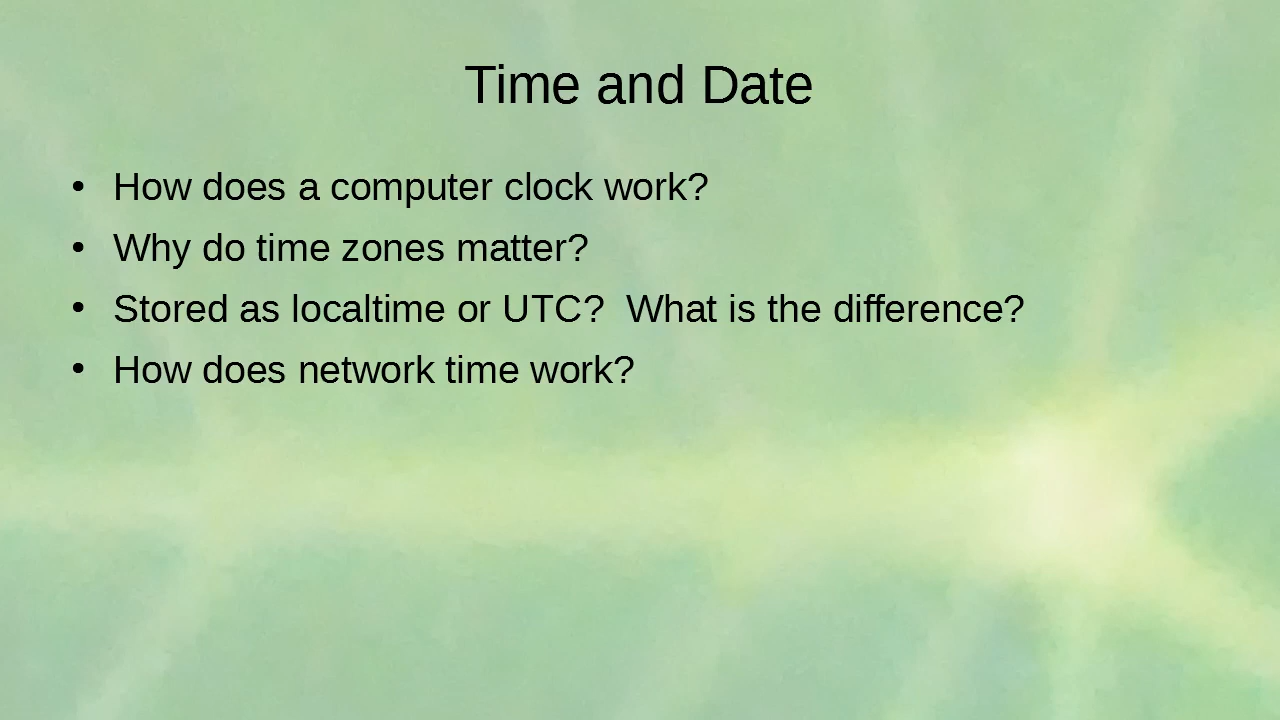 Time and Date
• How does a computer clock work?
• Why do time zones matter?
• Stored as localtime or UTC?  What is the difference?
• How does network time work?